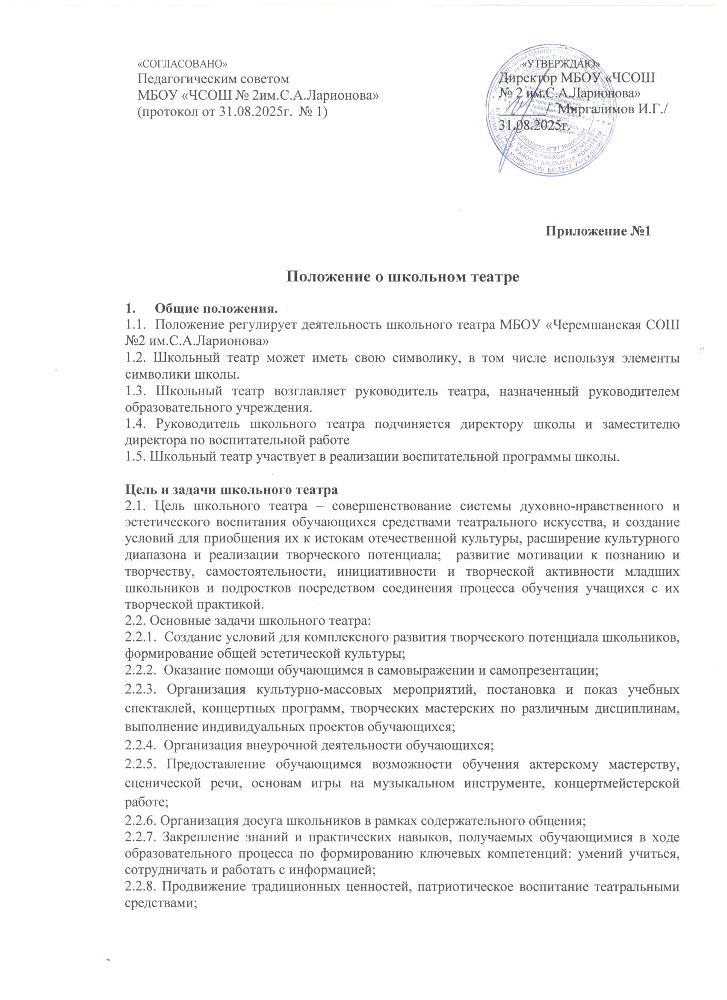 «СОГЛАСОВАНО»
Педагогическим советом
МБОУ «ЧСОШ № 2им.С.А.Ларионова»
(протокол от 31.08.2025г.  № 1)
«УТВЕРЖДАЮ»
Директор МБОУ «ЧСОШ
№ 2 им.С.А.Ларионова»
_______/ Миргалимов И.Г./
31.08.2025г.
Приложение №1
Положение о школьном театре
1. Общие положения.
1.1. Положение регулирует деятельность школьного театра МБОУ «Черемшанская СОШ
№2 им.С.А.Ларионова»
1.2. Школьный театр может иметь свою символику, в том числе используя элементы
символики школы.
1.3. Школьный театр возглавляет руководитель театра, назначенный руководителем
образовательного учреждения.
1.4. Руководитель школьного театра подчиняется директору школы и заместителю
директора по воспитательной работе
1.5. Школьный театр участвует в реализации воспитательной программы школы.
Цель и задачи школьного театра
2.1. Цель школьного театра – совершенствование системы духовно-нравственного и
эстетического воспитания обучающихся средствами театрального искусства, и создание
условий для приобщения их к истокам отечественной культуры, расширение культурного
диапазона и реализации творческого потенциала; развитие мотивации к познанию и
творчеству, самостоятельности, инициативности и творческой активности младших
школьников и подростков посредством соединения процесса обучения учащихся с их
творческой практикой.
2.2. Основные задачи школьного театра:
2.2.1. Создание условий для комплексного развития творческого потенциала школьников,
формирование общей эстетической культуры;
2.2.2. Оказание помощи обучающимся в самовыражении и самопрезентации;
2.2.3. Организация культурно-массовых мероприятий, постановка и показ учебных
спектаклей, концертных программ, творческих мастерских по различным дисциплинам,
выполнение индивидуальных проектов обучающихся;
2.2.4. Организация внеурочной деятельности обучающихся;
2.2.5. Предоставление обучающимся возможности обучения актерскому мастерству,
сценической речи, основам игры на музыкальном инструменте, концертмейстерской
работе;
2.2.6. Организация досуга школьников в рамках содержательного общения;
2.2.7. Закрепление знаний и практических навыков, получаемых обучающимися в ходе
образовательного процесса по формированию ключевых компетенций: умений учиться,
сотрудничать и работать с информацией;
2.2.8. Продвижение традиционных ценностей, патриотическое воспитание театральными
средствами;